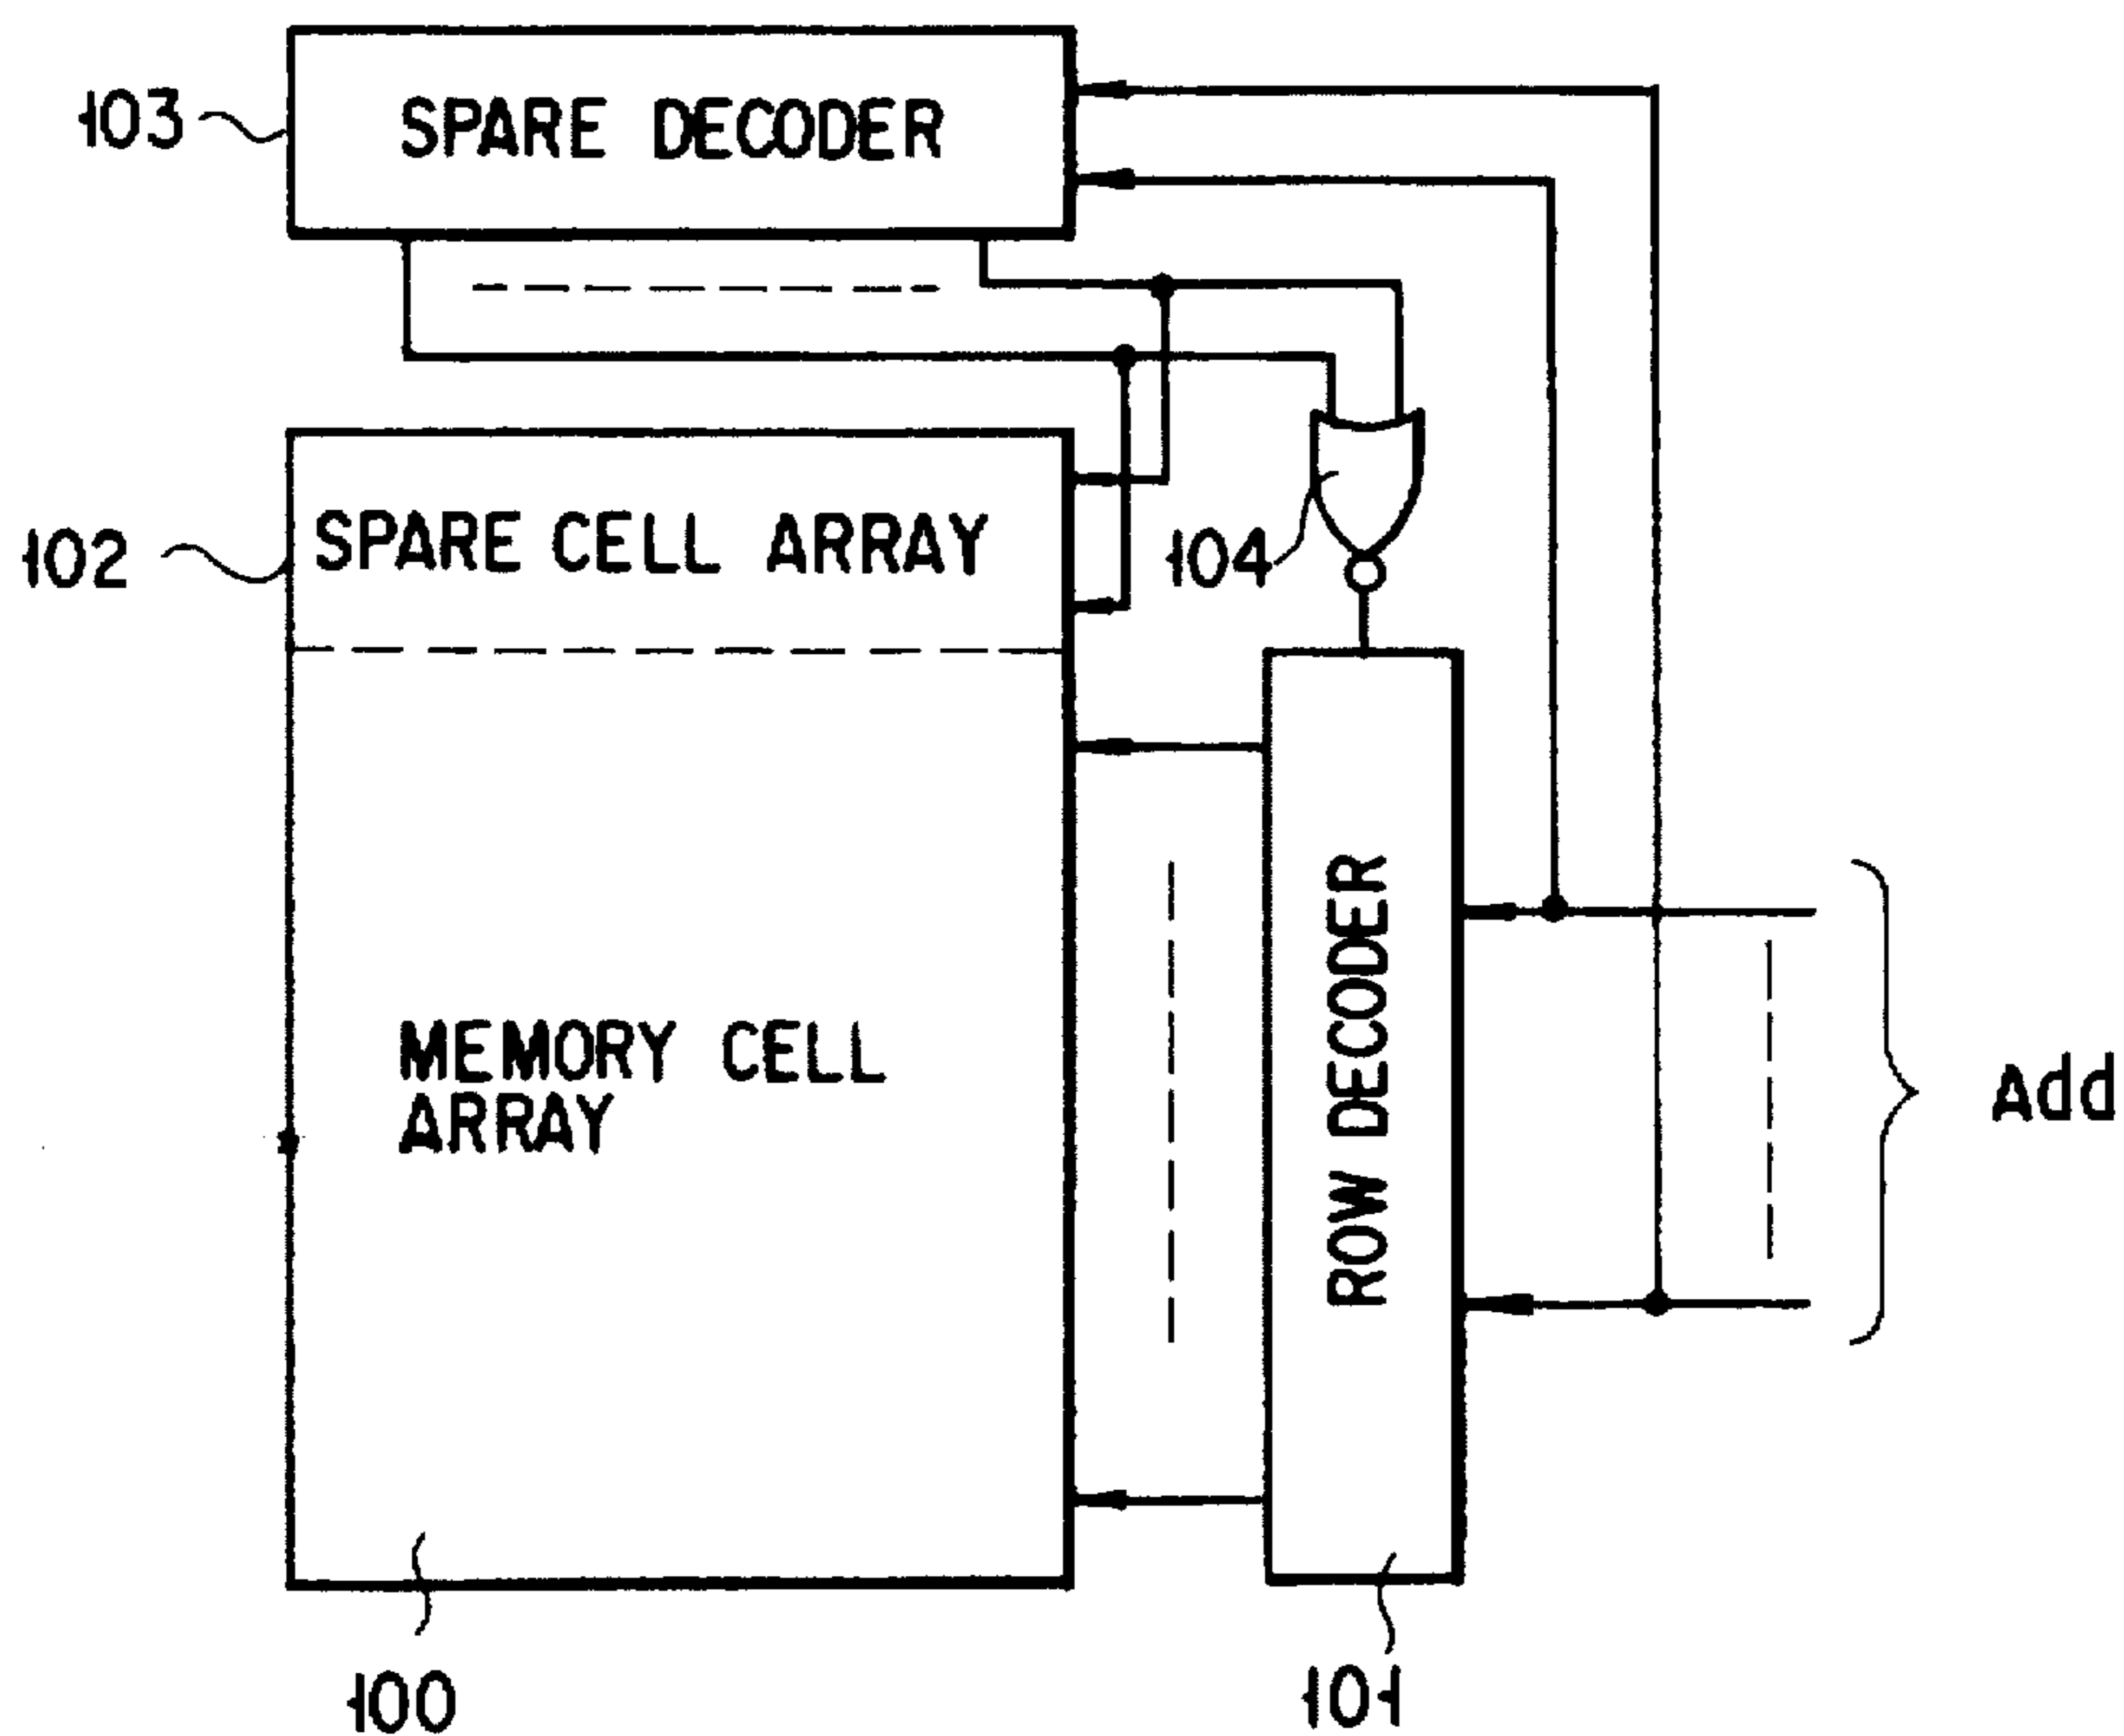 103
SPARE DECODER
102
SPARE CELL ARRAY
104
MEMORY CELL
ARRAY
ROW DECODER
Add
100
101